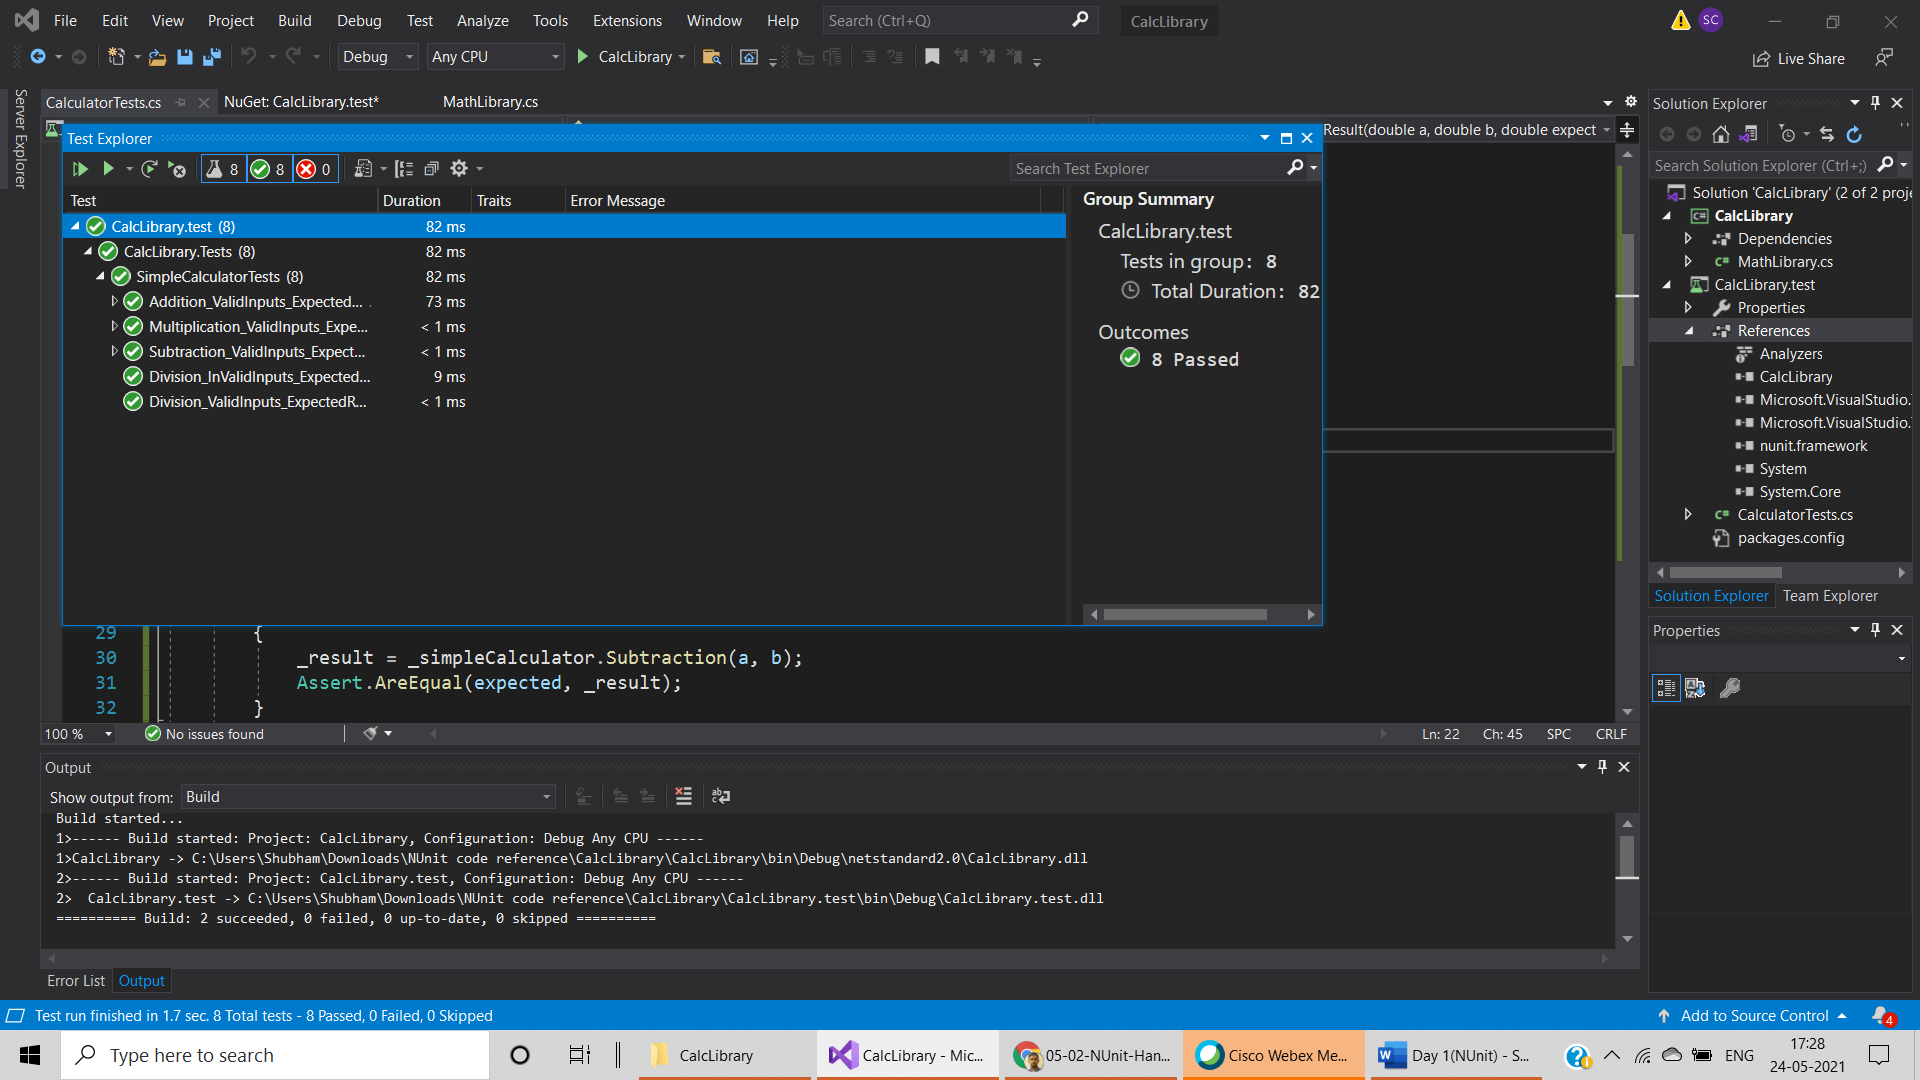 File Edit View Project Build Debug Test Analyze Tools Extensions Window Help Search (Ctrl+Q) CalcLibrary SC
Debug Any CPU CalcLibrary Live Share
Server Explorer
CalculatorTests.cs NuGet: CalcLibrary.test* MathLibrary.cs
Result(double a, double b, double expect
Test Explorer
8 8 0 Search Test Explorer
Test Duration Traits Error Message
CalcLibrary.test (8) 82 ms
CalcLibrary.Tests (8) 82 ms
SimpleCalculatorTests (8) 82 ms
Addition_ValidInputs_Expected... 73 ms
Multiplication_ValidInputs_Expe... < 1 ms
Subtraction_ValidInputs_Expect... < 1 ms
Division_InValidInputs_Expected... 9 ms
Division_ValidInputs_ExpectedR... < 1 ms
Group Summary
CalcLibrary.test
Tests in group: 8
Total Duration: 82
Outcomes
8 Passed
29 {
30 _result = _simpleCalculator.Subtraction(a, b);
31 Assert.AreEqual(expected, _result);
32 }
100 % No issues found Ln: 22 Ch: 45 SPC CRLF
Output
Show output from: Build
Build started...
1>------ Build started: Project: CalcLibrary, Configuration: Debug Any CPU ------
1>CalcLibrary -> C:\Users\Shubham\Downloads\NUnit code reference\CalcLibrary\CalcLibrary\bin\Debug\netstandard2.0\CalcLibrary.dll
2>------ Build started: Project: CalcLibrary.test, Configuration: Debug Any CPU ------
2>  CalcLibrary.test -> C:\Users\Shubham\Downloads\NUnit code reference\CalcLibrary\CalcLibrary.test\bin\Debug\CalcLibrary.test.dll
========== Build: 2 succeeded, 0 failed, 0 up-to-date, 0 skipped ==========
Error List Output
Solution Explorer
Search Solution Explorer (Ctrl+;)
Solution 'CalcLibrary' (2 of 2 proje
CalcLibrary
Dependencies
MathLibrary.cs
CalcLibrary.test
Properties
References
Analyzers
CalcLibrary
Microsoft.VisualStudio.
Microsoft.VisualStudio.
nunit.framework
System
System.Core
CalculatorTests.cs
packages.config
Solution Explorer Team Explorer
Properties
Test run finished in 1.7 sec. 8 Total tests - 8 Passed, 0 Failed, 0 Skipped Add to Source Control 4
Type here to search CalcLibrary CalcLibrary - Mic... 05-02-NUnit-Han... Cisco Webex Me... Day 1(NUnit) - S... ENG 17:28
24-05-2021